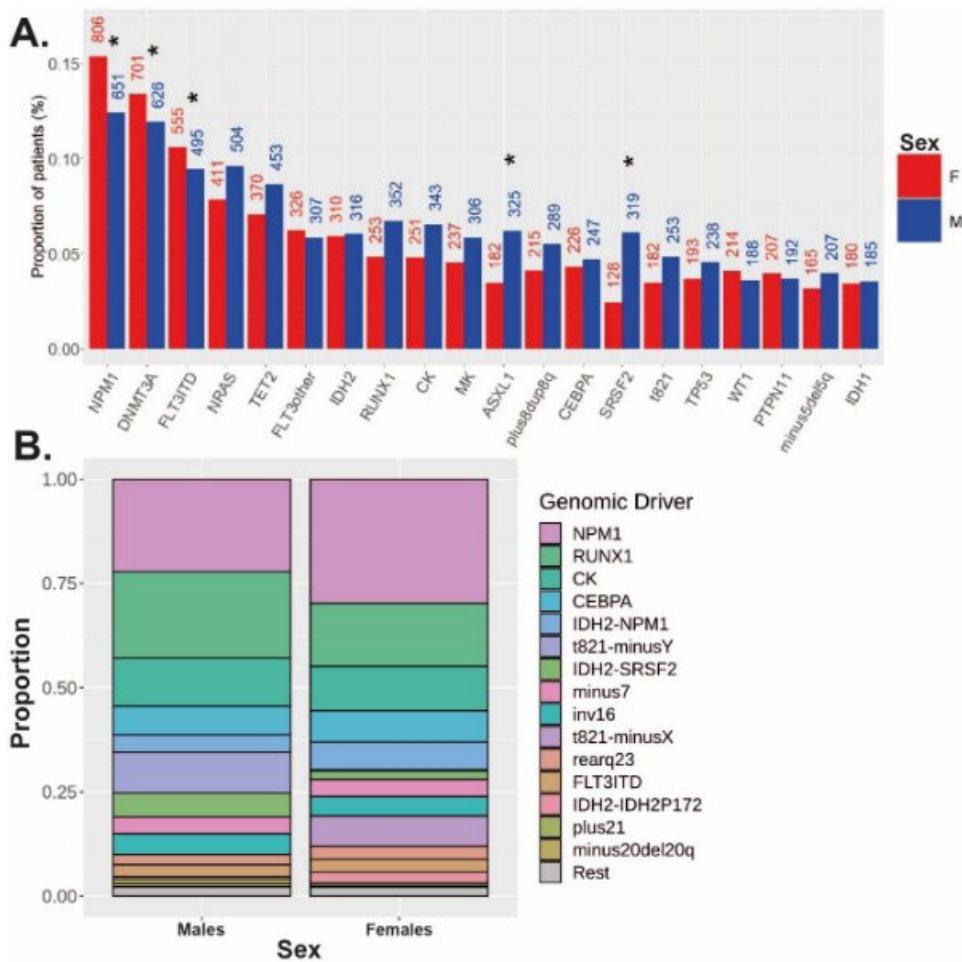 A.
Proportion of patients (%)
0.15
0.10
0.05
0.00
806 * 651
701 * 626
555 * 495
411 504
370 453
326 307
310 316
253 352
251 343
237 306
182 * 325
215 289
226 247
128 * 319
182 253
193 238
214 188
207 192
165 207
180 185
NPM1
DNMT3A
FLT3ITD
NRAS
TET2
FLT3other
IDH2
RUNX1
CK
MK
ASXL1
plus8dup8q
CEBPA
SRSF2
t821
TP53
WT1
PTPN11
minus5del5q
IDH1
Sex
F
M
B.
Proportion
1.00
0.75
0.50
0.25
0.00
Males
Females
Sex
Genomic Driver
NPM1
RUNX1
CK
CEBPA
IDH2-NPM1
t821-minusY
IDH2-SRSF2
minus7
inv16
t821-minusX
rearq23
FLT3ITD
IDH2-IDH2P172
plus21
minus20del20q
Rest